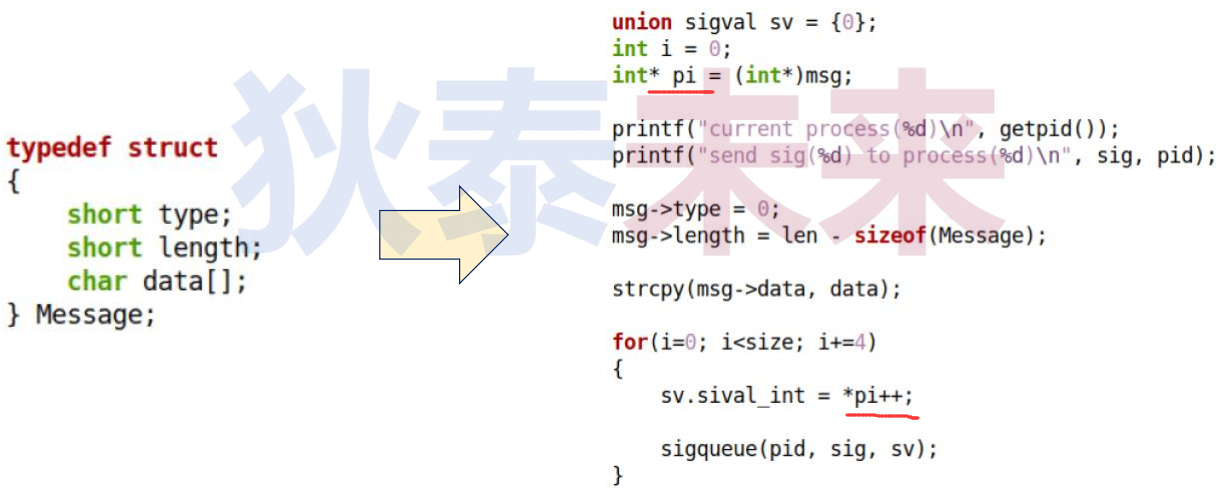 typedef struct
{
    short type;
    short length;
    char data[];
} Message;
union sigval sv = {0};
int i = 0;
int* pi = (int*)msg;
printf("current process(%d)\n", getpid());
printf("send sig(%d) to process(%d)\n", sig, pid);
msg->type = 0;
msg->length = len - sizeof(Message);
strcpy(msg->data, data);
for(i=0; i<size; i+=4)
{
    sv.sival_int = *pi++;
    sigqueue(pid, sig, sv);
}
狄泰未来